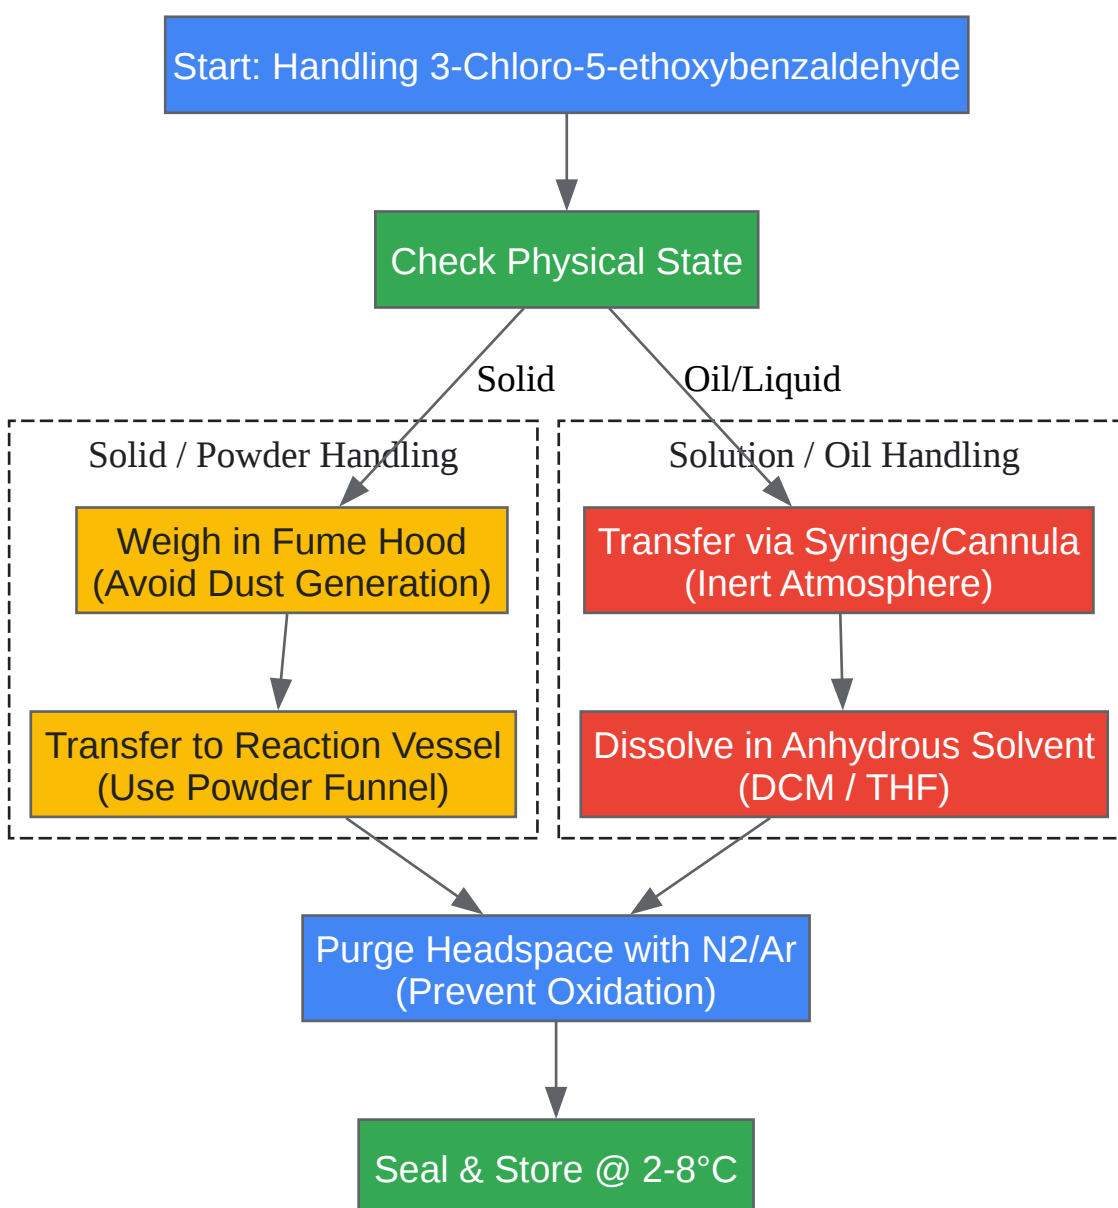 Start: Handling 3-Chloro-5-ethoxybenzaldehyde
Check Physical State
Solid
Oil/Liquid
Solid / Powder Handling
Solution / Oil Handling
Weigh in Fume Hood
(Avoid Dust Generation)
Transfer via Syringe/Cannula
(Inert Atmosphere)
Transfer to Reaction Vessel
(Use Powder Funnel)
Dissolve in Anhydrous Solvent
(DCM / THF)
Purge Headspace with N2/Ar
(Prevent Oxidation)
Seal & Store @ 2-8°C